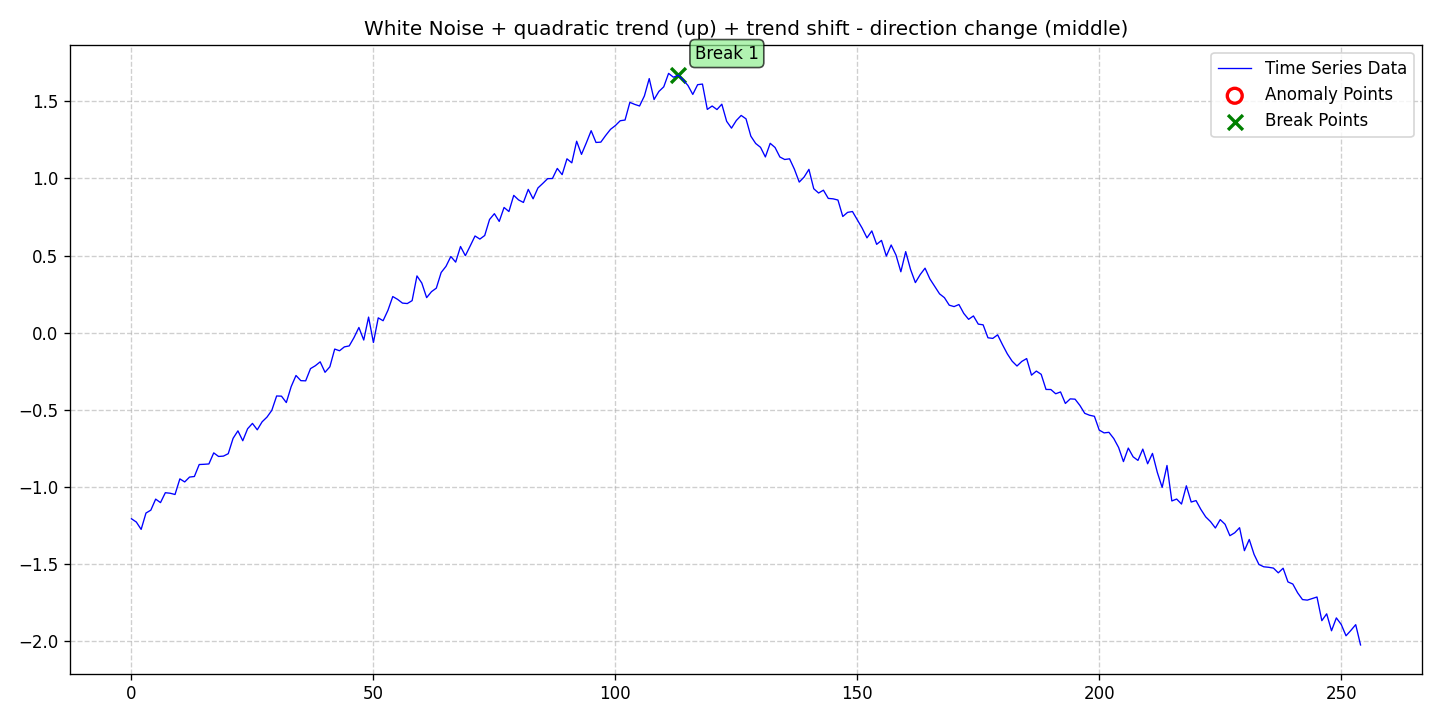 White Noise + quadratic trend (up) + trend shift - direction change (middle)
Break 1
Time Series Data
Anomaly Points
Break Points
1.5
1.0
0.5
0.0
−0.5
−1.0
−1.5
−2.0
0 50 100 150 200 250